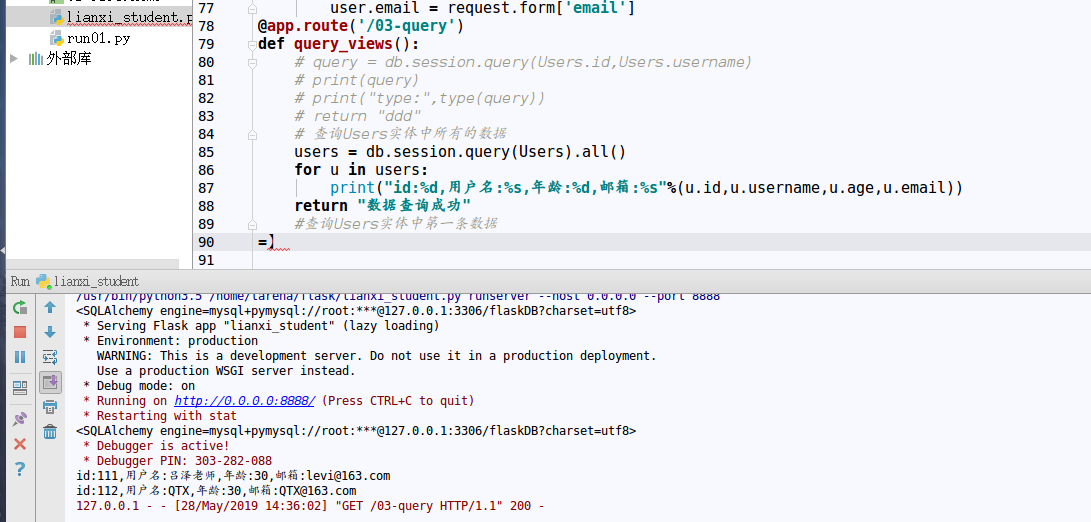 lianxi_student.p
run01.py
外部库
77 user.email = request.form['email']
78 @app.route('/03-query')
79 def query_views():
80 # query = db.session.query(Users.id,Users.username)
81 # print(query)
82 # print("type:",type(query))
83 # return "ddd"
84 # 查询Users实体中所有的数据
85 users = db.session.query(Users).all()
86 for u in users:
87 print("id:%d,用户名:%s,年龄:%d,邮箱:%s"%(u.id,u.username,u.age,u.email))
88 return "数据查询成功"
89 #查询Users实体中第一条数据
90 =]
91
Run lianxi_student
/usr/bin/python3.5 /home/tarena/flask/lianxi_student.py runserver --host 0.0.0.0 --port 8888
<SQLAlchemy engine=mysql+pymysql://root:***@127.0.0.1:3306/flaskDB?charset=utf8>
* Serving Flask app "lianxi_student" (lazy loading)
* Environment: production
WARNING: This is a development server. Do not use it in a production deployment.
Use a production WSGI server instead.
* Debug mode: on
* Running on http://0.0.0.0:8888/ (Press CTRL+C to quit)
* Restarting with stat
<SQLAlchemy engine=mysql+pymysql://root:***@127.0.0.1:3306/flaskDB?charset=utf8>
* Debugger is active!
* Debugger PIN: 303-282-088
id:111,用户名:吕泽老师,年龄:30,邮箱:levi@163.com
id:112,用户名:QTX,年龄:30,邮箱:QTX@163.com
127.0.0.1 - - [28/May/2019 14:36:02] "GET /03-query HTTP/1.1" 200 -